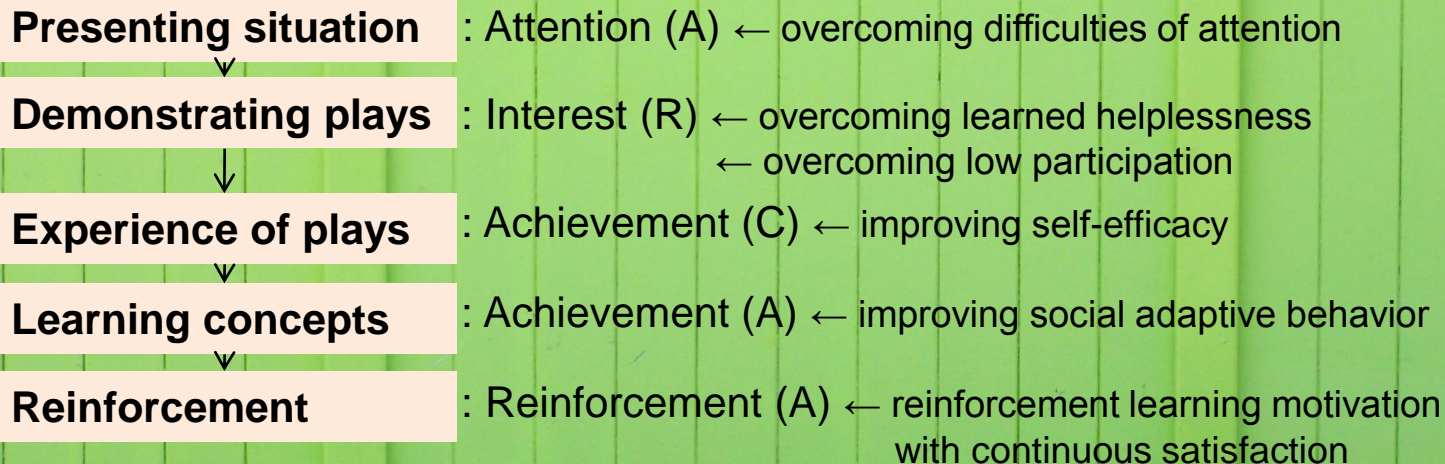 Presenting situation : Attention (A) ← overcoming difficulties of attention
Demonstrating plays : Interest (R) ← overcoming learned helplessness
← overcoming low participation
Experience of plays : Achievement (C) ← improving self-efficacy
Learning concepts : Achievement (A) ← improving social adaptive behavior
Reinforcement : Reinforcement (A) ← reinforcement learning motivation
with continuous satisfaction